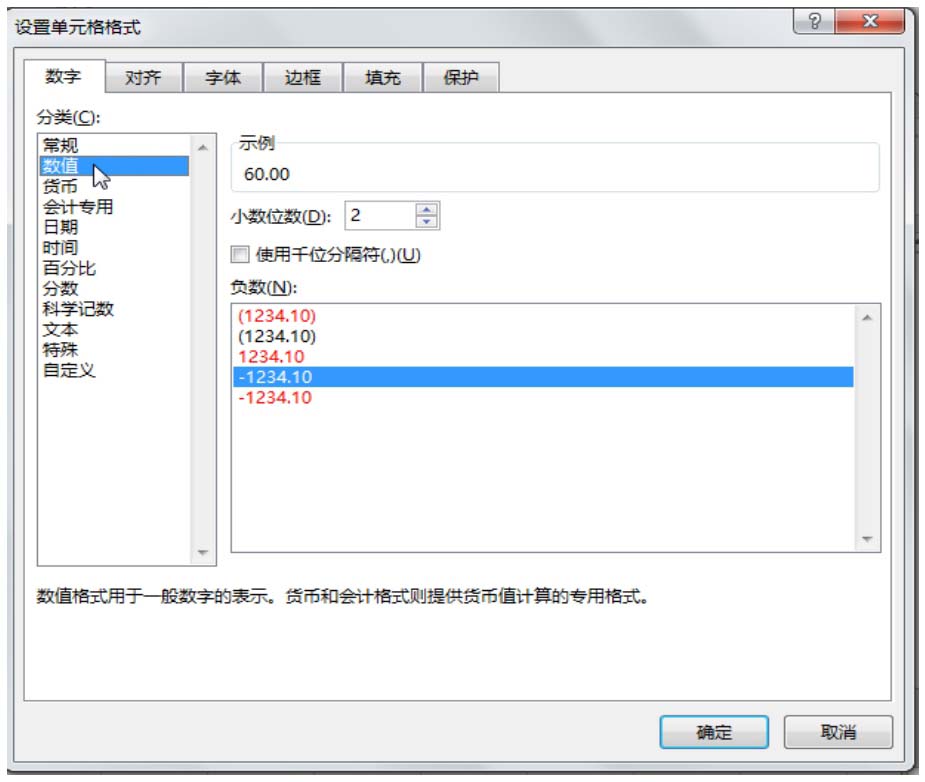 设置单元格格式
数字 对齐 字体 边框 填充 保护
分类(C):
常规
数值
货币
会计专用
日期
时间
百分比
分数
科学记数
文本
特殊
自定义
示例
60.00
小数位数(D): 2
使用千位分隔符(,)(U)
负数(N):
(1234.10)
(1234.10)
1234.10
-1234.10
-1234.10
数值格式用于一般数字的表示。货币和会计格式则提供货币值计算的专用格式。
确定 取消